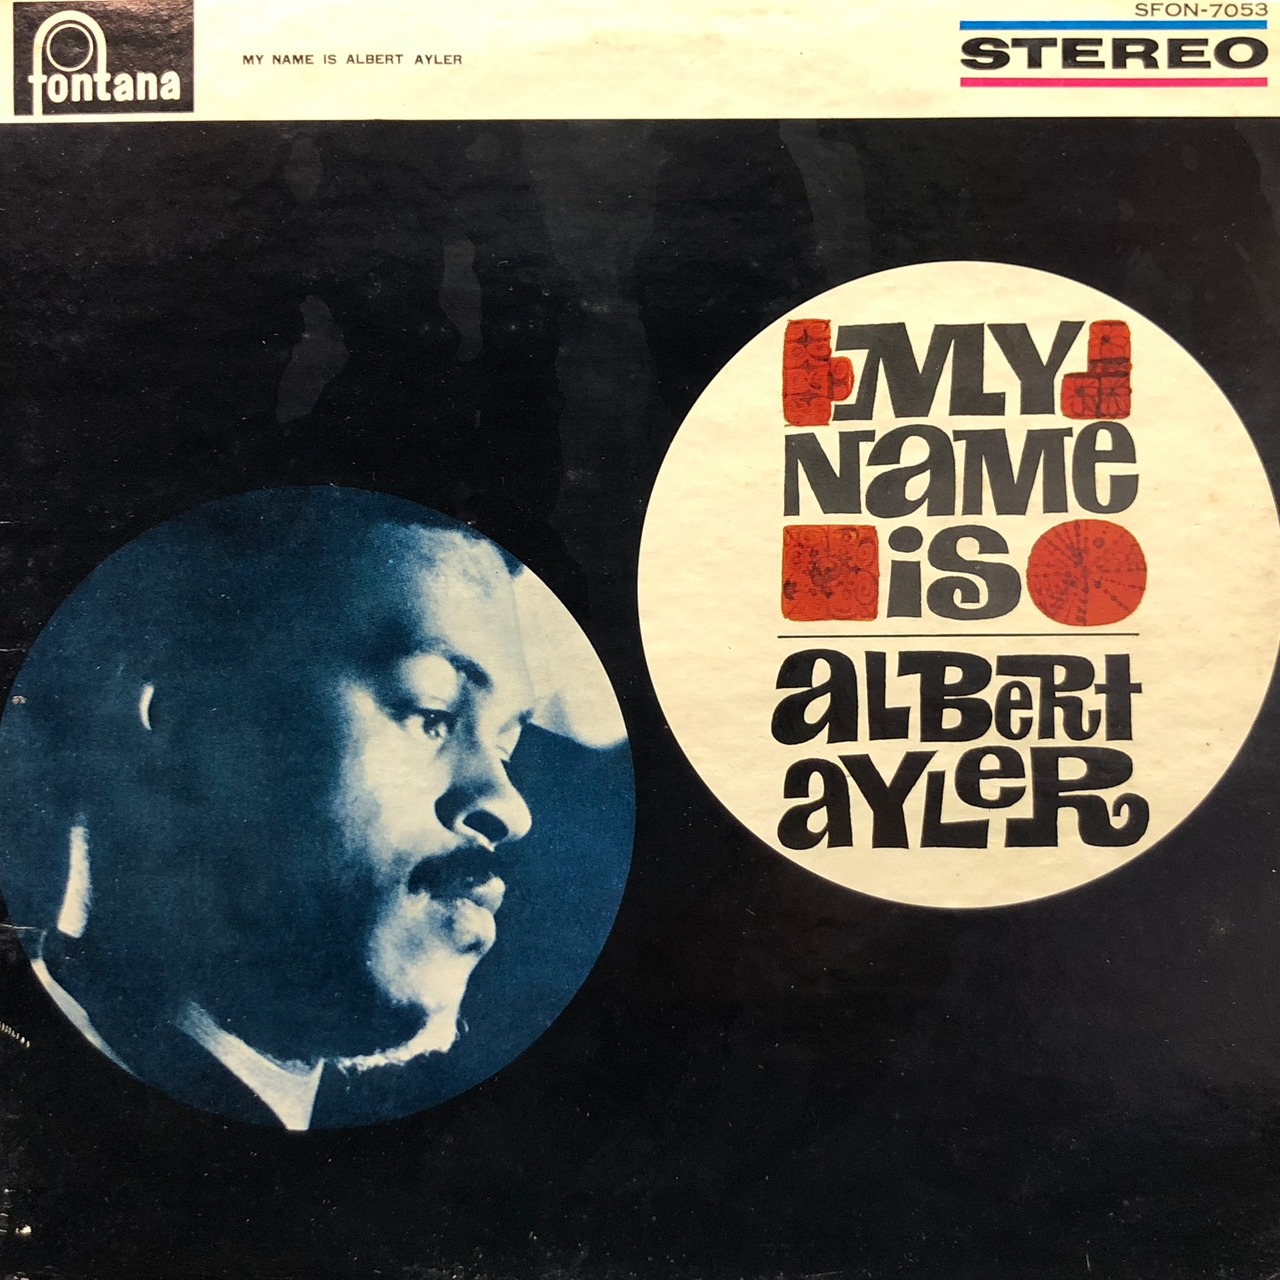 SFON-7053
fontana
MY NAME IS ALBERT AYLER
STEREO
MY
NaMe
iS
aLBeRt
aYLeR